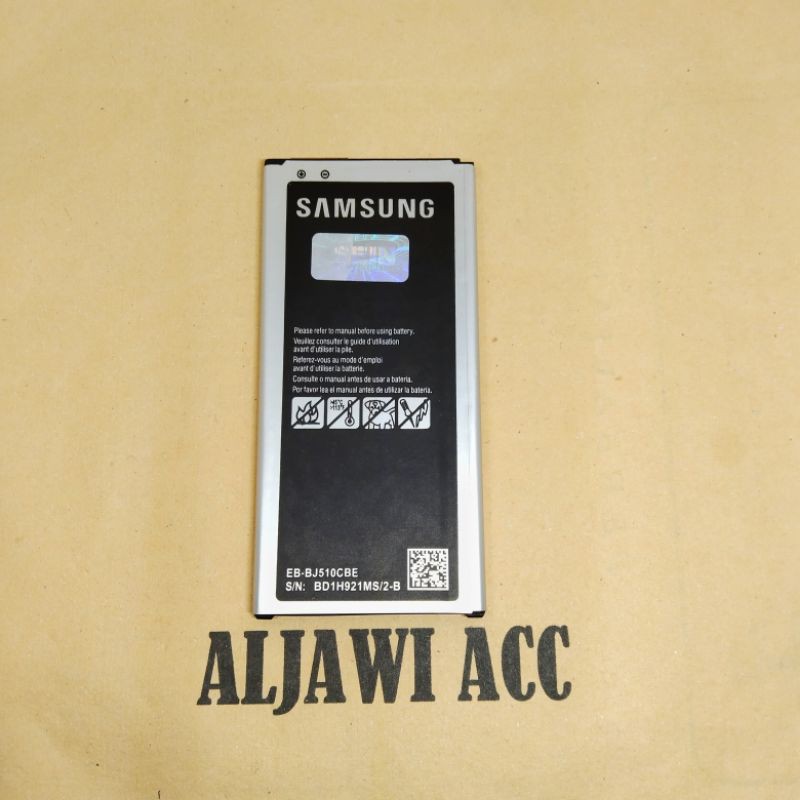 SAMSUNG
Please refer to manual before using battery.
Veuillez consulter le guide d'utilisation
avant d'utiliser la pile.
Referez-vous au mode d'emploi
avant d'utiliser la batterie.
Consulte o manual antes de usar a bateria.
Por favor lea el manual antes de utilizar la bateria.
EB-BJ510CBE
S/N: BD1H921MS/2-B
ALJAWI ACC